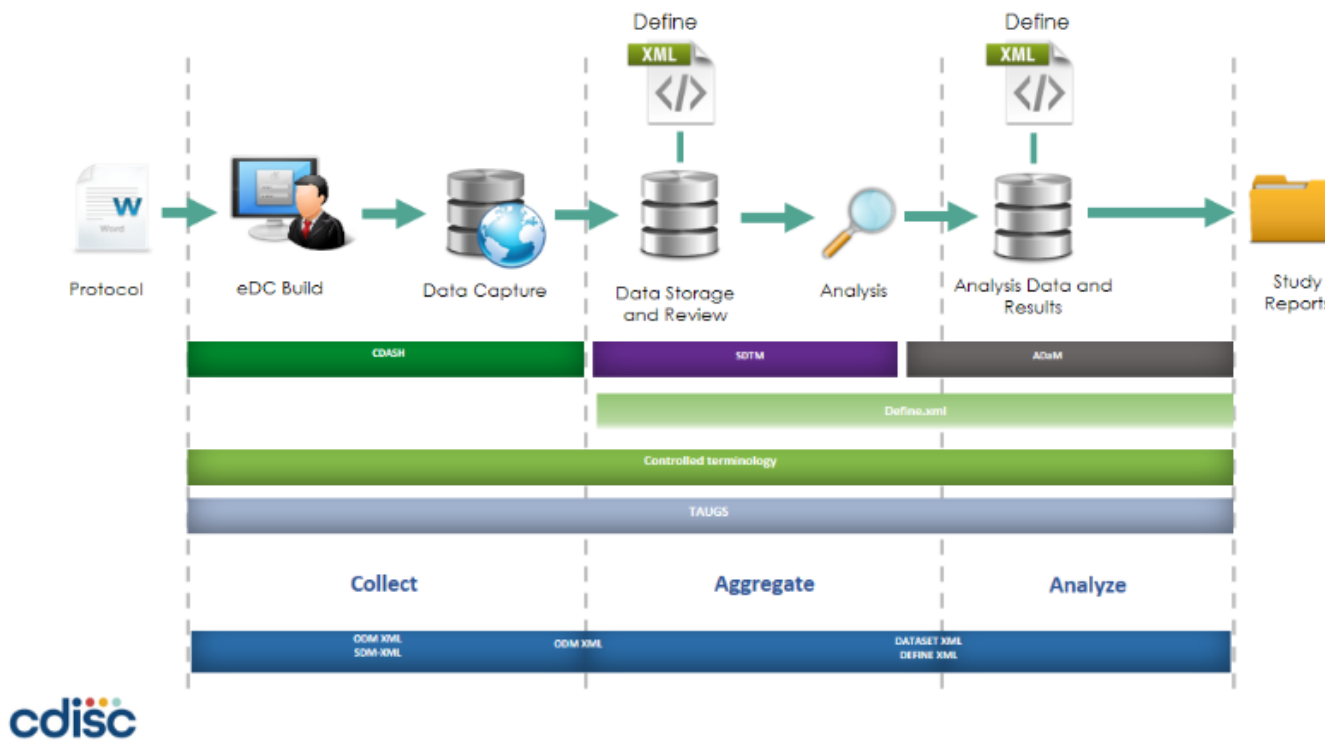 Define
Define
XML
XML
W
Word
Protocol
eDC Build
Data Capture
Data Storage
and Review
Analysis
Analysis Data and
Results
Study
Reports
CDASH
SDTM
ADaM
Define.xml
Controlled terminology
TAUGS
Collect
Aggregate
Analyze
ODM XML
SDM-XML
ODM XML
DATASET XML
DEFINE XML
cdisc